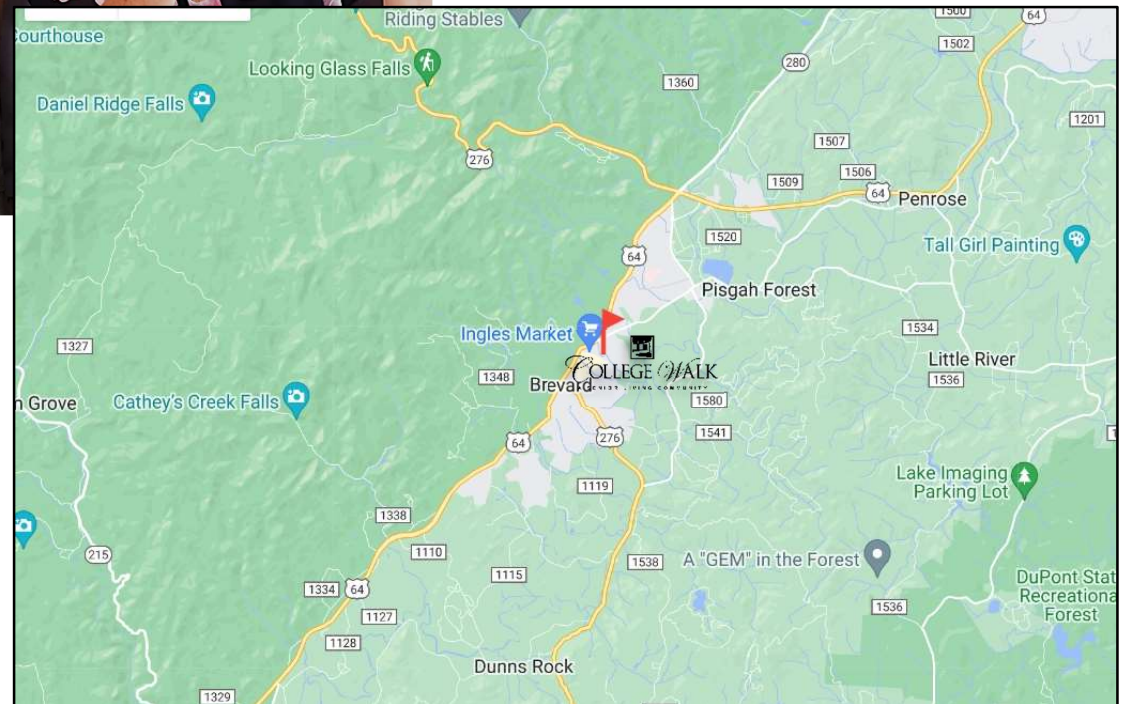 Riding Stables
64
1500
1502
ourthouse
280
Looking Glass Falls
1360
Daniel Ridge Falls
1201
1507
276
1506
1509
64
Penrose
1520
Tall Girl Painting
64
Pisgah Forest
Ingles Market
1534
1327
Little River
COLLEGE WALK
1348
Brevard
1536
n Grove
Cathey's Creek Falls
1580
1541
64
276
Lake Imaging
Parking Lot
1119
1338
215
1110
A "GEM" in the Forest
1538
1115
DuPont Stat
Recreationa
Forest
1334
64
1536
1127
1128
Dunns Rock
1329